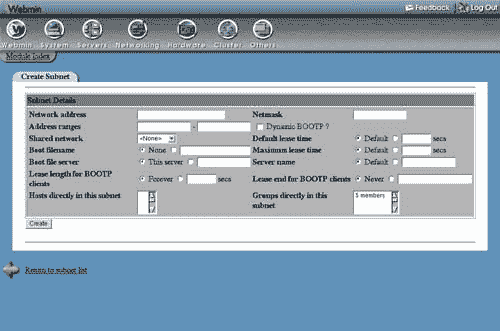 Webmin
Feedback Log Out
Webmin System Servers Networking Hardware Cluster Others
Module Index
Create Subnet
Subnet Details
Network address Netmask
Address ranges - Dynamic BOOTP ?
Shared network <None> Default lease time Default secs
Boot filename None Maximum lease time Default secs
Boot file server This server Server name Default
Lease length for BOOTP clients Forever secs Lease end for BOOTP clients Never
Hosts directly in this subnet Groups directly in this subnet 5 members
Create
Return to subnet list